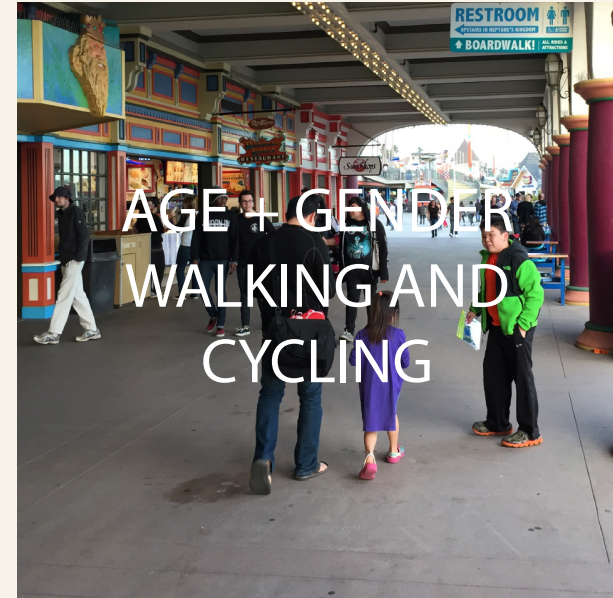 RESTROOM
UPSTAIRS IN NEPTUNE'S KINGDOM
BOARDWALK!
ALL RIDES &
ATTRACTIONS
RESTAURANT
AGE + GENDER
WALKING AND
CYCLING